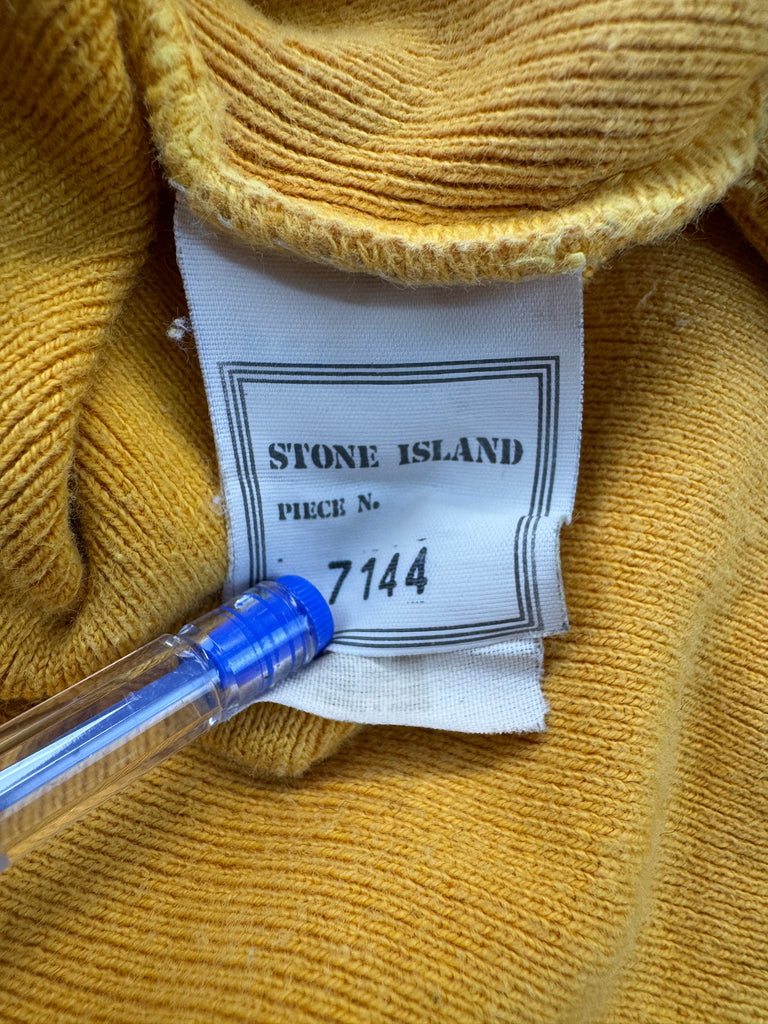 STONE ISLAND
PIECE N.
7144